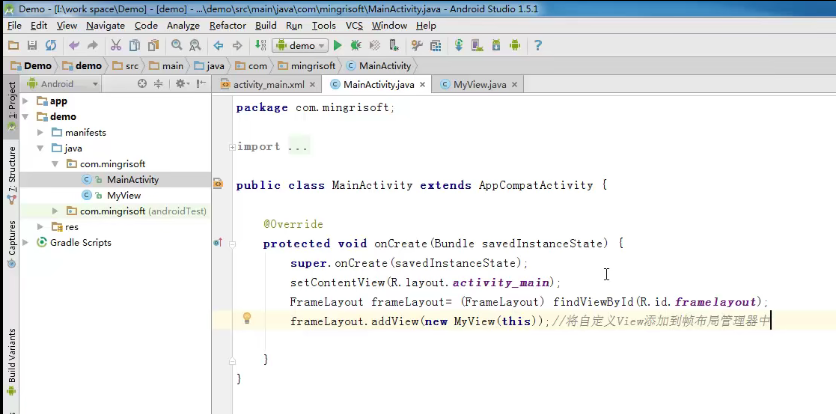 Demo - [I:\work space\Demo] - [demo] - ...\demo\src\main\java\com\mingrisoft\MainActivity.java - Android Studio 1.5.1
File Edit View Navigate Code Analyze Refactor Build Run Tools VCS Window Help
demo
Demo demo src main java com mingrisoft MainActivity
Android
activity_main.xml MainActivity.java MyView.java
1: Project
7: Structure
Captures
Build Variants
app
demo
manifests
java
com.mingrisoft
MainActivity
MyView
com.mingrisoft (androidTest)
res
Gradle Scripts
package com.mingrisoft;
import ...
public class MainActivity extends AppCompatActivity {
@Override
protected void onCreate(Bundle savedInstanceState) {
super.onCreate(savedInstanceState);
setContentView(R.layout.activity_main);
FrameLayout frameLayout= (FrameLayout) findViewById(R.id.framelayout);
frameLayout.addView(new MyView(this));//将自定义View添加到帧布局管理器中
}
}